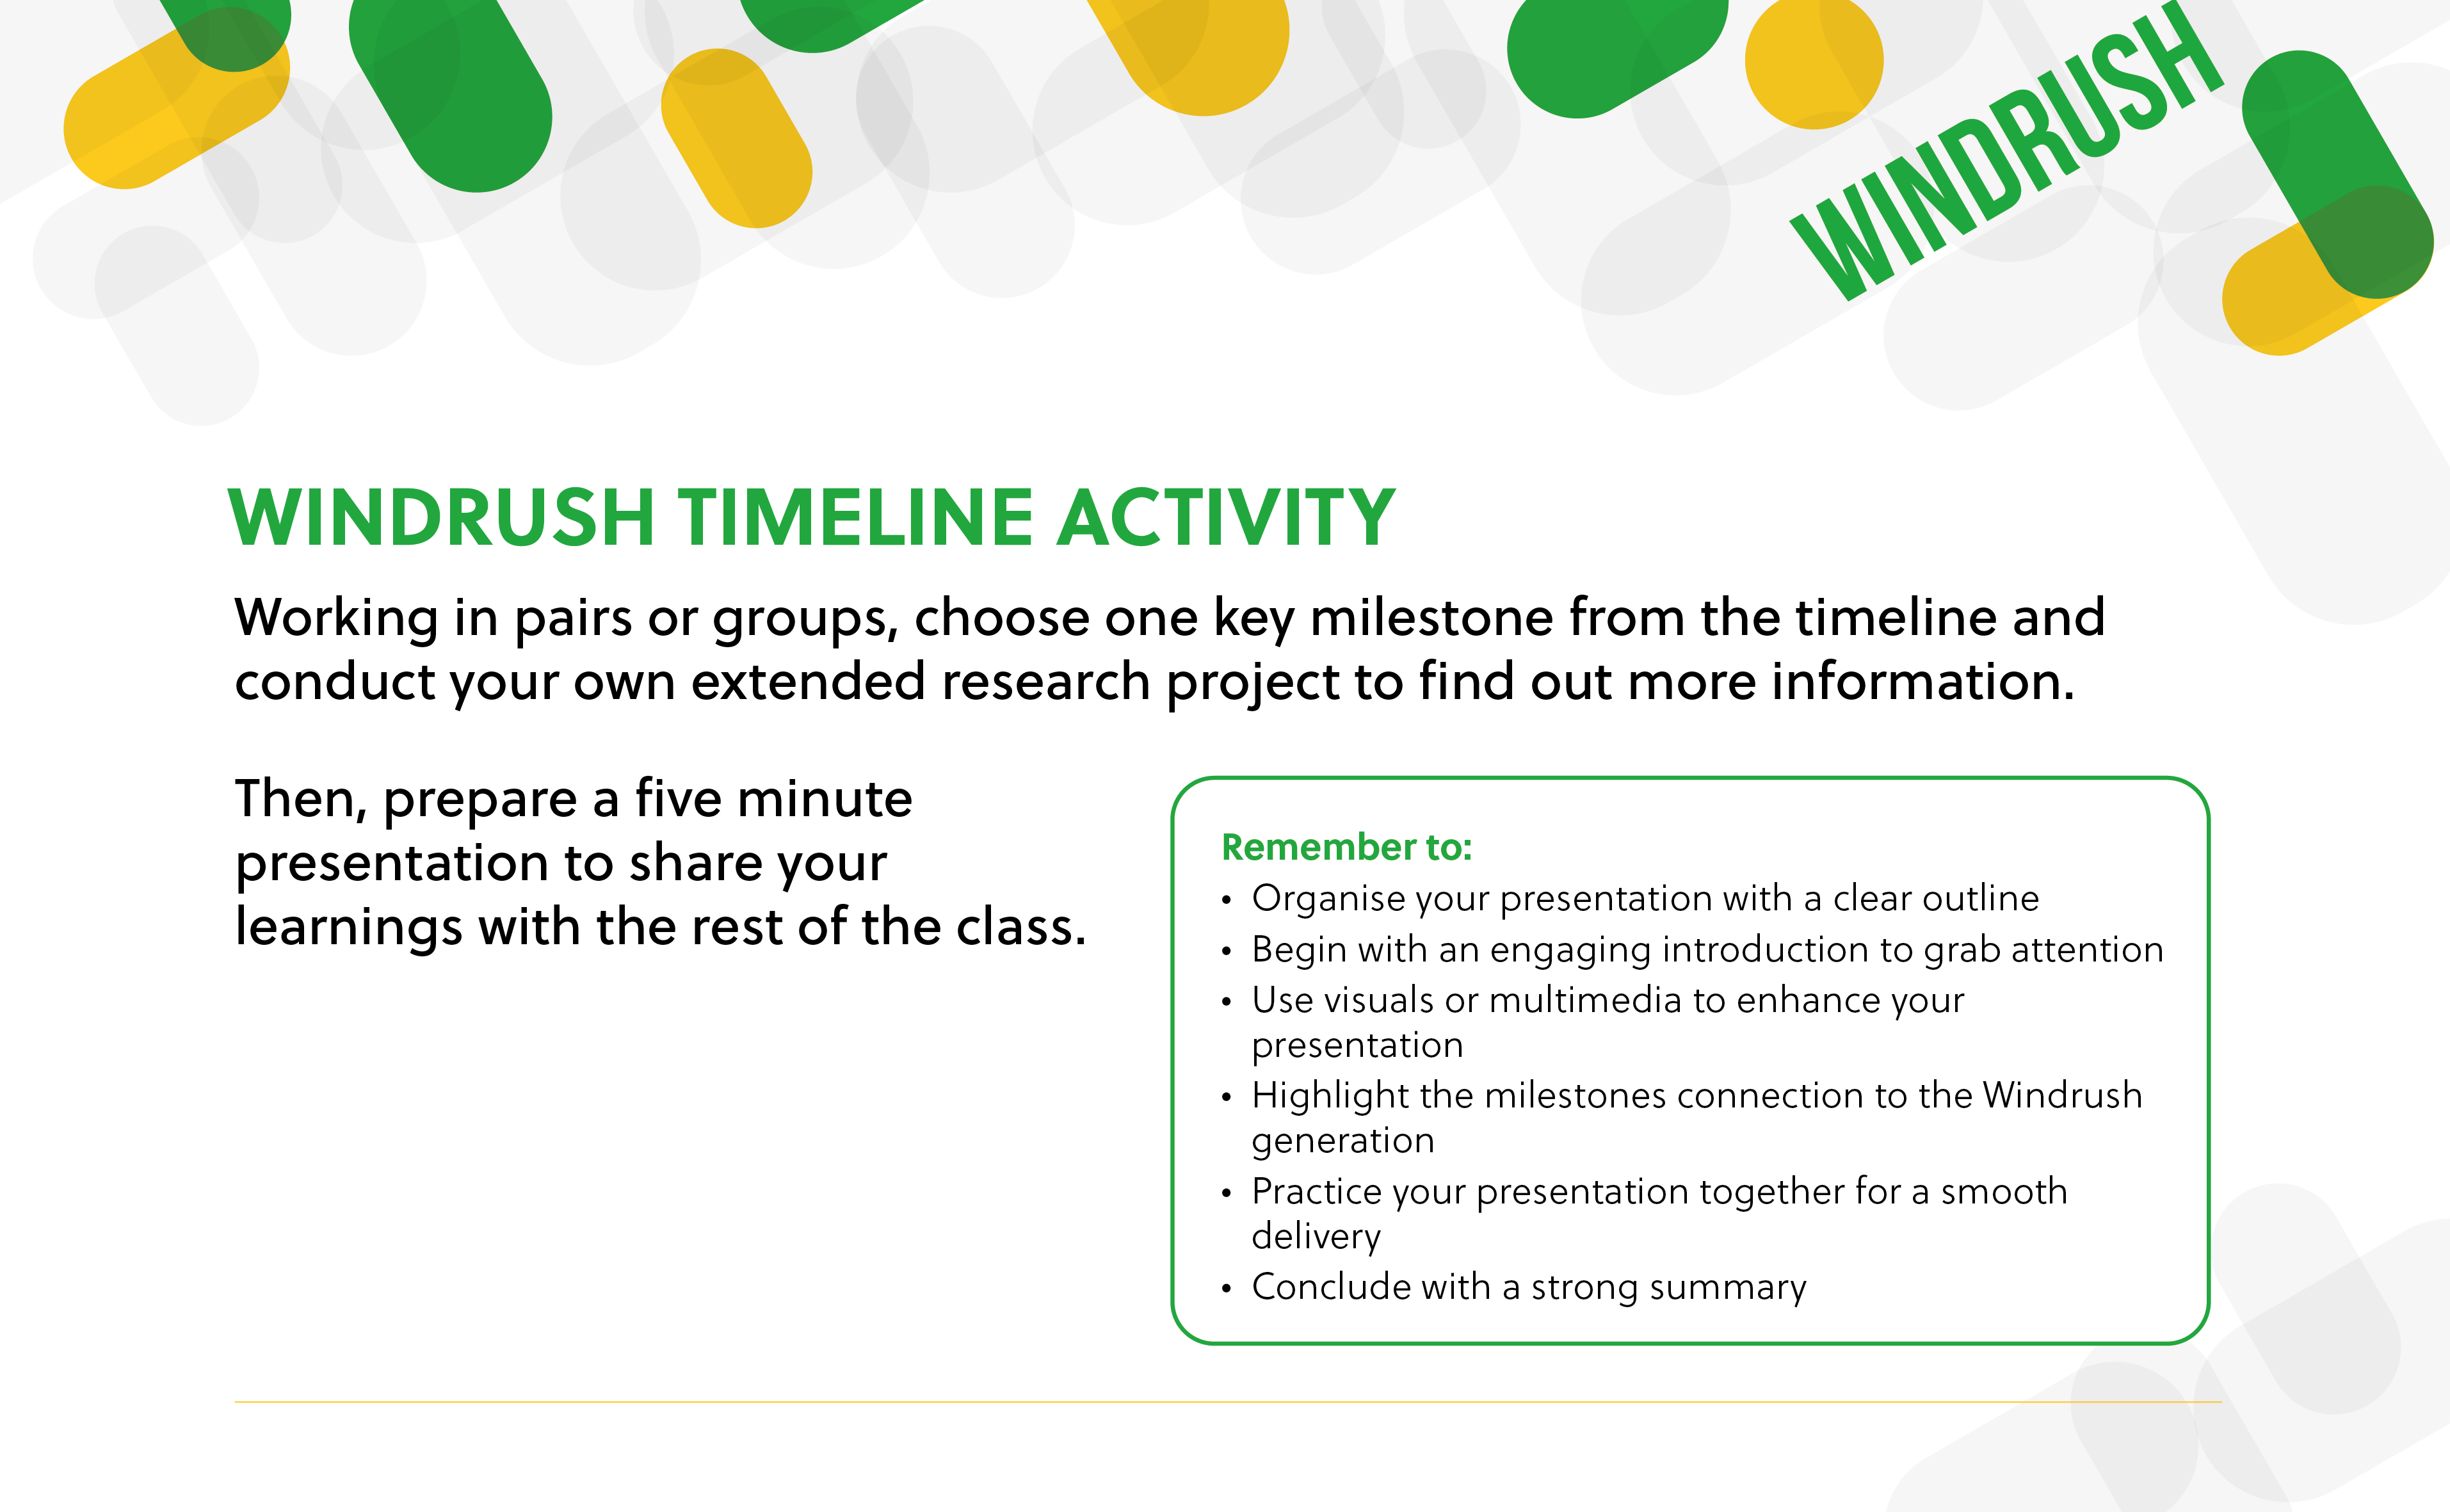 WINDRUSH
WINDRUSH TIMELINE ACTIVITY
Working in pairs or groups, choose one key milestone from the timeline and
conduct your own extended research project to find out more information.
Then, prepare a five minute
presentation to share your
learnings with the rest of the class.
Remember to:
• Organise your presentation with a clear outline
• Begin with an engaging introduction to grab attention
• Use visuals or multimedia to enhance your
presentation
• Highlight the milestones connection to the Windrush
generation
• Practice your presentation together for a smooth
delivery
• Conclude with a strong summary